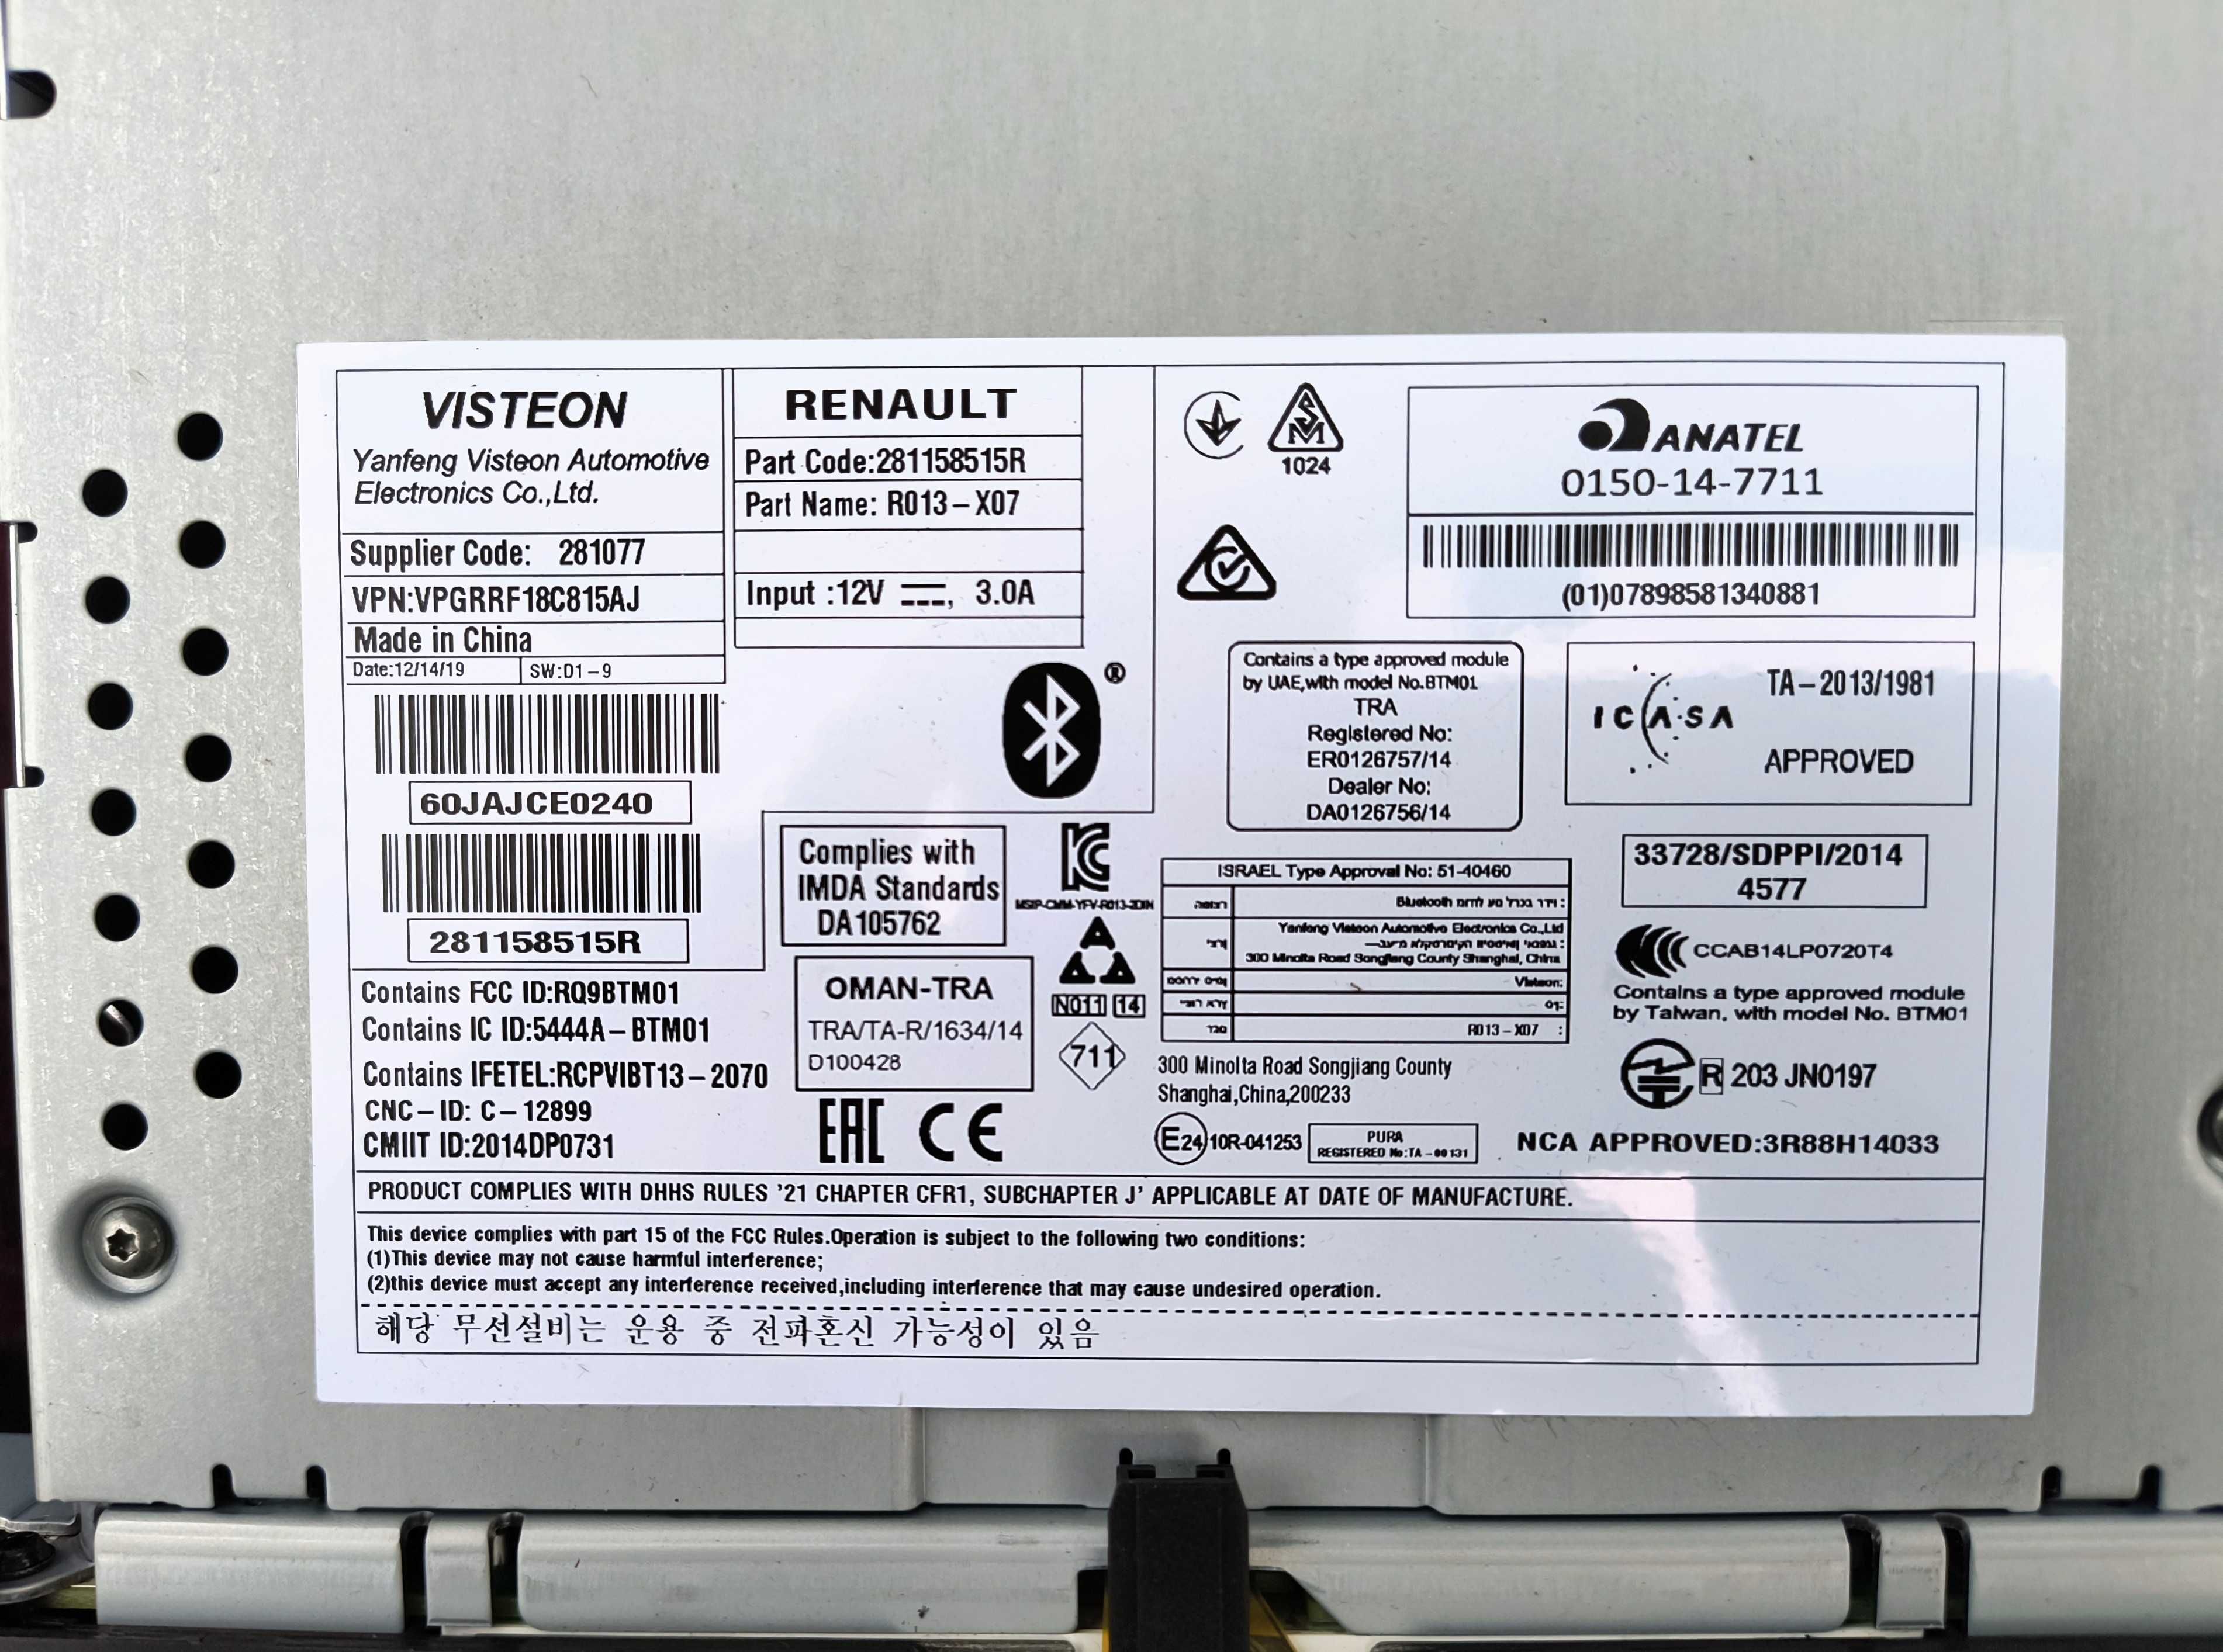 VISTEON
Yanfeng Visteon Automotive
Electronics Co.,Ltd.
Supplier Code: 281077
VPN:VPGRRF18C815AJ
Made in China
Date:12/14/19
SW:D1-9
60JAJCE0240
281158515R
RENAULT
Part Code:281158515R
Part Name: R013-X07
Input :12V ⎓, 3.0A
®
1024
ANATEL
0150-14-7711
(01)07898581340881
Contains a type approved module
by UAE,with model No.BTM01
TRA
Registered No:
ER0126757/14
Dealer No:
DA0126756/14
ICASA
TA-2013/1981
APPROVED
Complies with
IMDA Standards
DA105762
MSIP-CMM-YFV-R013-2DIN
OMAN-TRA
TRA/TA-R/1634/14
D100428
N011 14
711
ISRAEL Type Approval No: 51-40460
Bluetooth
Yanfeng Visteon Automotive Electronics Co.,Ltd
300 Minolta Road Songjiang County Shanghai, China
Visteon:
R013-X07 :
33728/SDPPI/2014
4577
CCAB14LP0720T4
Contains a type approved module
by Taiwan, with model No. BTM01
R 203 JN0197
Contains FCC ID:RQ9BTM01
Contains IC ID:5444A-BTM01
Contains IFETEL:RCPVIBT13-2070
CNC-ID: C-12899
CMIIT ID:2014DP0731
EAC CE
300 Minolta Road Songjiang County
Shanghai,China,200233
E24 10R-041253
PURA
REGISTERED No:TA-00131
NCA APPROVED:3R88H14033
PRODUCT COMPLIES WITH DHHS RULES '21 CHAPTER CFR1, SUBCHAPTER J' APPLICABLE AT DATE OF MANUFACTURE.
This device complies with part 15 of the FCC Rules.Operation is subject to the following two conditions:
(1)This device may not cause harmful interference;
(2)this device must accept any interference received,including interference that may cause undesired operation.
해당 무선설비는 운용 중 전파혼신 가능성이 있음